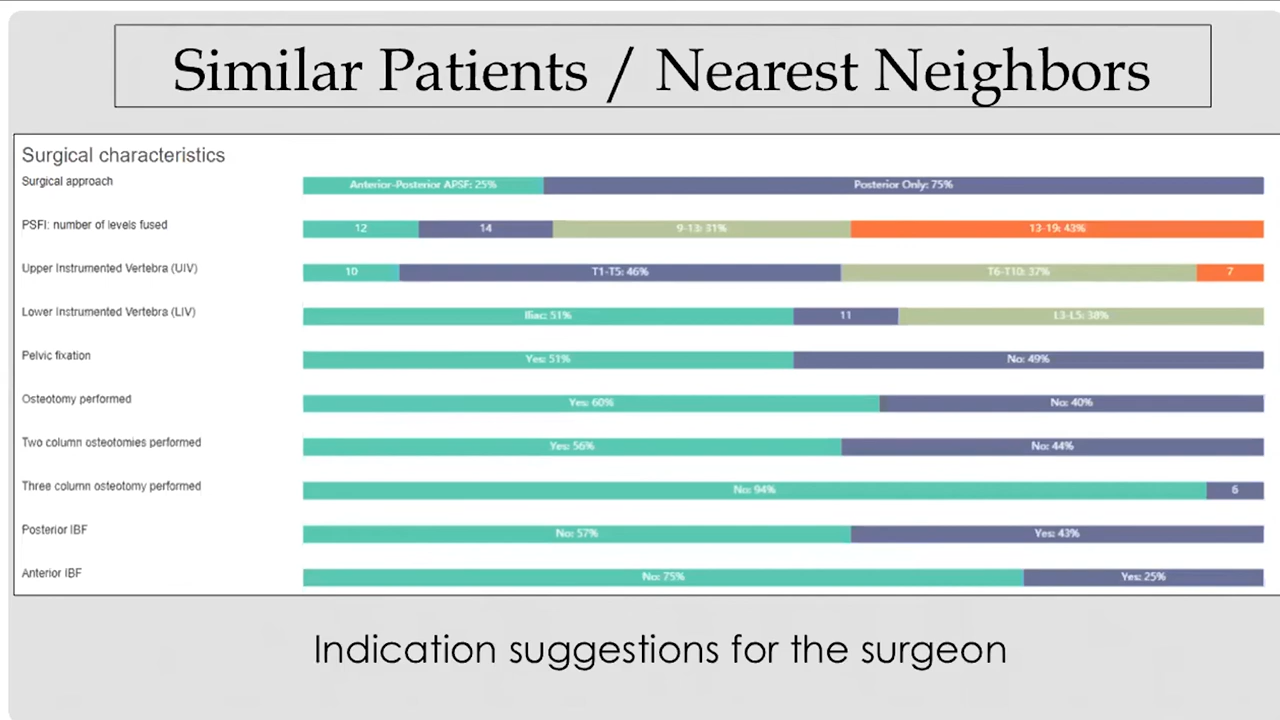 Similar Patients / Nearest Neighbors
Surgical characteristics
Surgical approach
Anterior-Posterior APSF: 25%
Posterior Only: 75%
PSFI: number of levels fused
12
14
9-13: 31%
13-19: 43%
Upper Instrumented Vertebra (UIV)
10
T1-T5: 46%
T6-T10: 37%
7
Lower Instrumented Vertebra (LIV)
Iliac: 51%
11
L3-L5: 38%
Pelvic fixation
Yes: 51%
No: 49%
Osteotomy performed
Yes: 60%
No: 40%
Two column osteotomies performed
Yes: 56%
No: 44%
Three column osteotomy performed
No: 94%
6
Posterior IBF
No: 57%
Yes: 43%
Anterior IBF
No: 75%
Yes: 25%
Indication suggestions for the surgeon